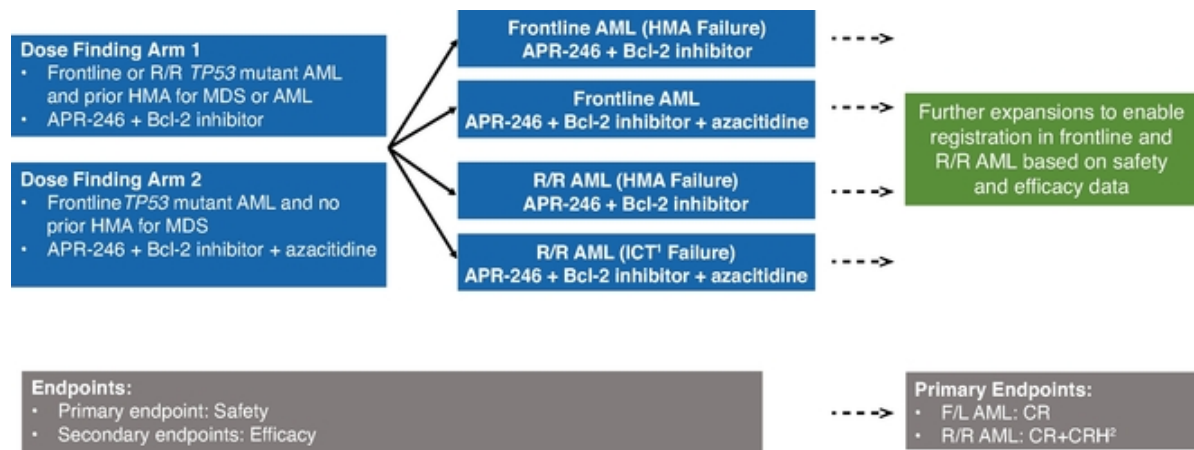 Dose Finding Arm 1
• Frontline or R/R TP53 mutant AML
and prior HMA for MDS or AML
• APR-246 + Bcl-2 inhibitor
Dose Finding Arm 2
• Frontline TP53 mutant AML and no
prior HMA for MDS
• APR-246 + Bcl-2 inhibitor + azacitidine
Frontline AML (HMA Failure)
APR-246 + Bcl-2 inhibitor
Frontline AML
APR-246 + Bcl-2 inhibitor + azacitidine
R/R AML (HMA Failure)
APR-246 + Bcl-2 inhibitor
R/R AML (ICT¹ Failure)
APR-246 + Bcl-2 inhibitor + azacitidine
Further expansions to enable
registration in frontline and
R/R AML based on safety
and efficacy data
Endpoints:
• Primary endpoint: Safety
• Secondary endpoints: Efficacy
Primary Endpoints:
• F/L AML: CR
• R/R AML: CR+CRH²